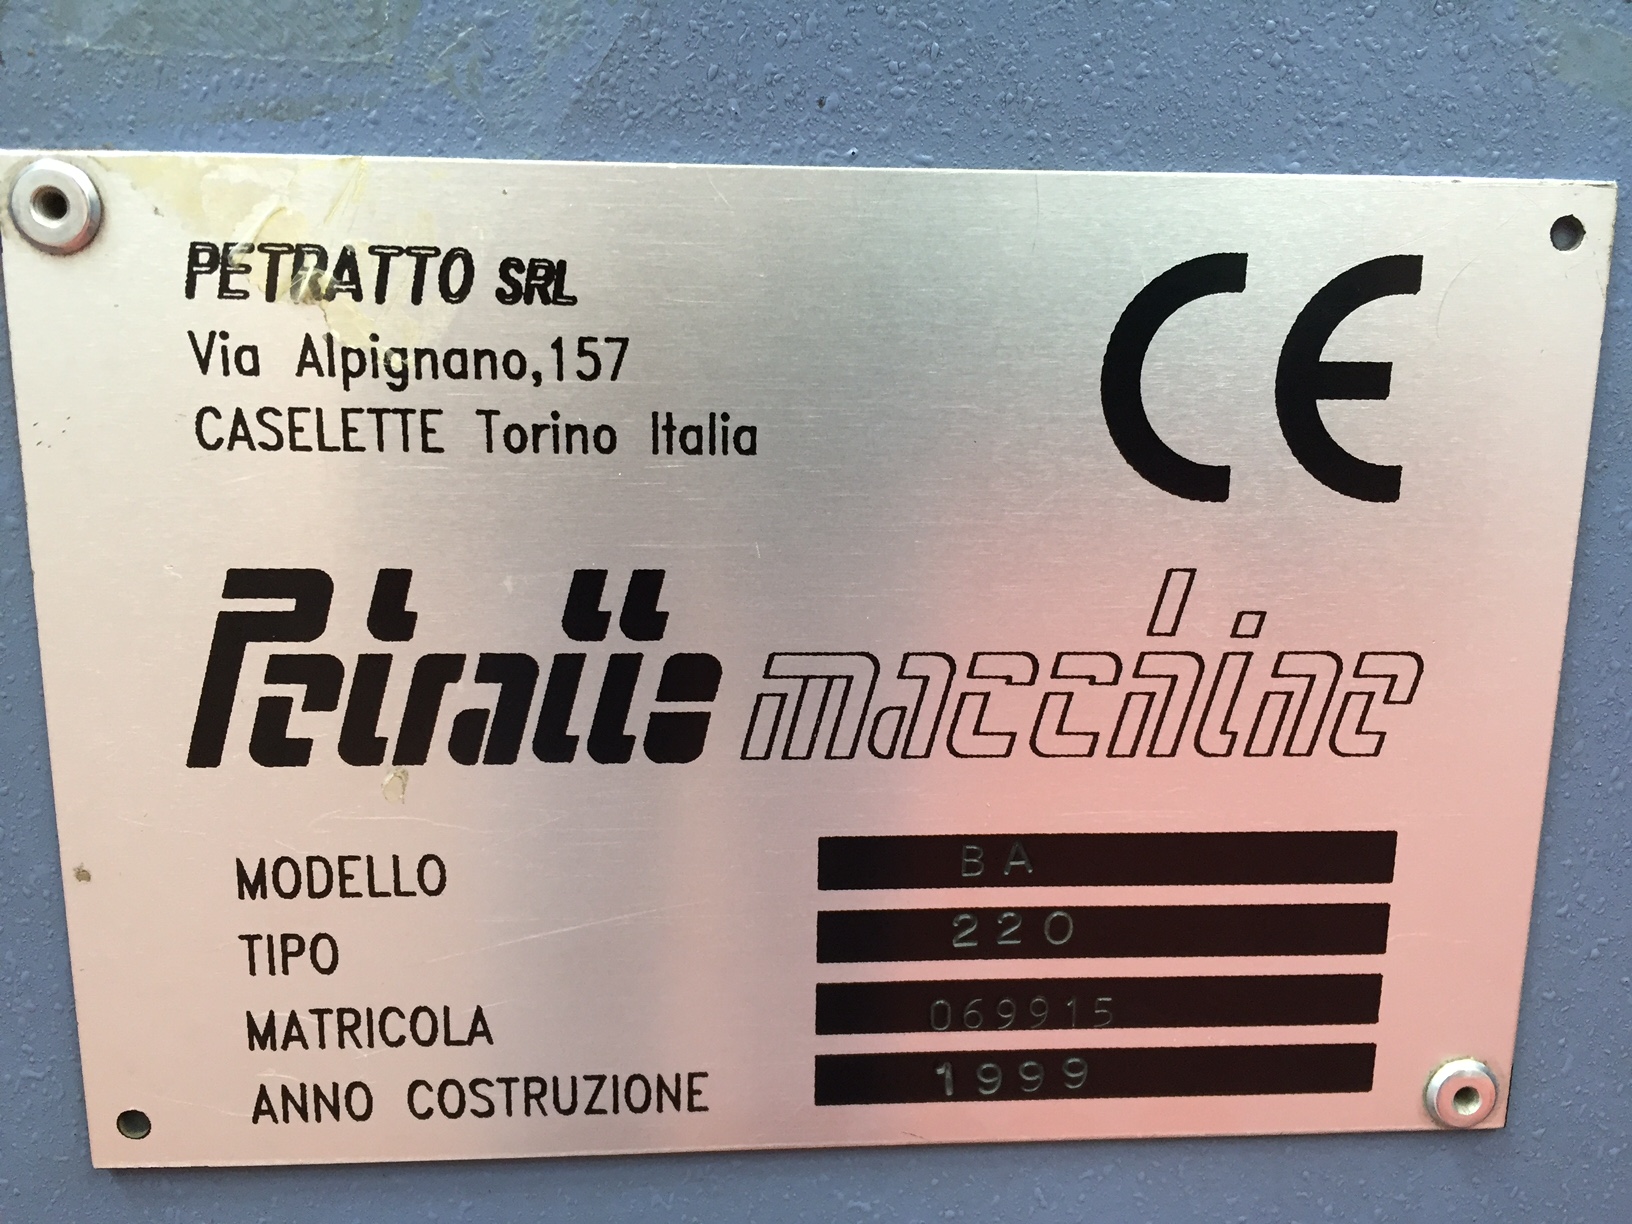 PETRATTO SRL
Via Alpignano,157
CASELETTE Torino Italia
CE
Petratto macchine
MODELLO BA
TIPO 220
MATRICOLA 069915
ANNO COSTRUZIONE 1999